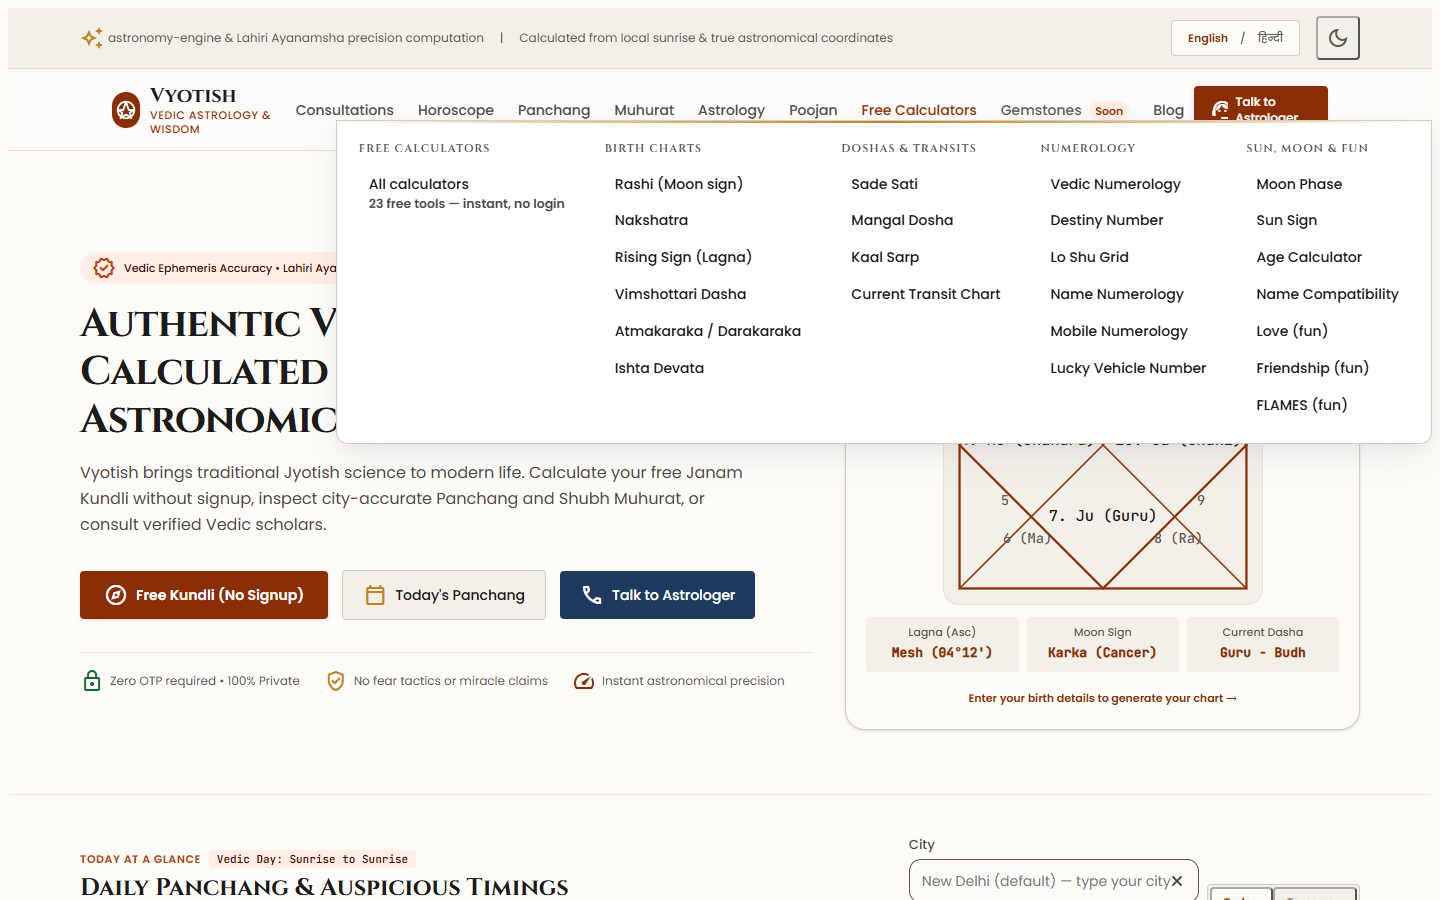 astronomy-engine & Lahiri Ayanamsha precision computation | Calculated from local sunrise & true astronomical coordinates
English / हिन्दी
Vyotish
VEDIC ASTROLOGY & WISDOM
Consultations Horoscope Panchang Muhurat Astrology Poojan Free Calculators Gemstones Soon Blog
Talk to Astrologer
FREE CALCULATORS
All calculators
23 free tools — instant, no login
BIRTH CHARTS
Rashi (Moon sign)
Nakshatra
Rising Sign (Lagna)
Vimshottari Dasha
Atmakaraka / Darakaraka
Ishta Devata
DOSHAS & TRANSITS
Sade Sati
Mangal Dosha
Kaal Sarp
Current Transit Chart
NUMEROLOGY
Vedic Numerology
Destiny Number
Lo Shu Grid
Name Numerology
Mobile Numerology
Lucky Vehicle Number
SUN, MOON & FUN
Moon Phase
Sun Sign
Age Calculator
Name Compatibility
Love (fun)
Friendship (fun)
FLAMES (fun)
Vedic Ephemeris Accuracy • Lahiri Aya
Authentic V
Calculated
Astronomic
Vyotish brings traditional Jyotish science to modern life. Calculate your free Janam
Kundli without signup, inspect city-accurate Panchang and Shubh Muhurat, or
consult verified Vedic scholars.
Free Kundli (No Signup)
Today's Panchang
Talk to Astrologer
Zero OTP required • 100% Private
No fear tactics or miracle claims
Instant astronomical precision
5
9
7. Ju (Guru)
6 (Ma)
8 (Ra)
Lagna (Asc)
Mesh (04°12')
Moon Sign
Karka (Cancer)
Current Dasha
Guru - Budh
Enter your birth details to generate your chart →
TODAY AT A GLANCE
Vedic Day: Sunrise to Sunrise
Daily Panchang & Auspicious Timings
City
New Delhi (default) — type your city